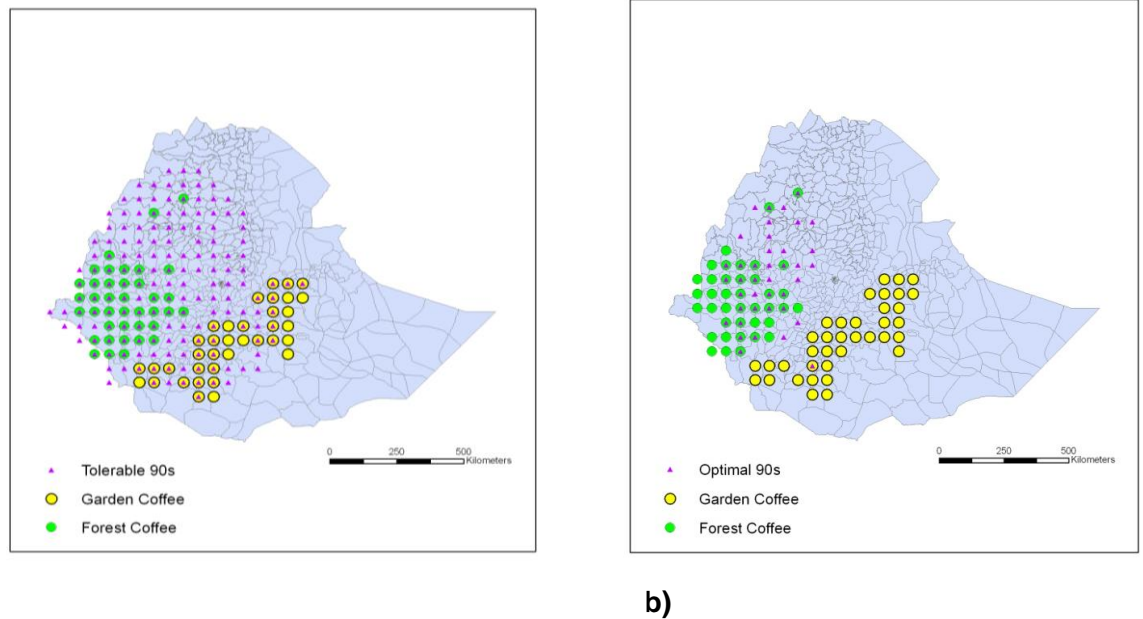 Tolerable 90s
Garden Coffee
Forest Coffee
0 250 500
Kilometers
Optimal 90s
Garden Coffee
Forest Coffee
0 250 500
Kilometers
b)